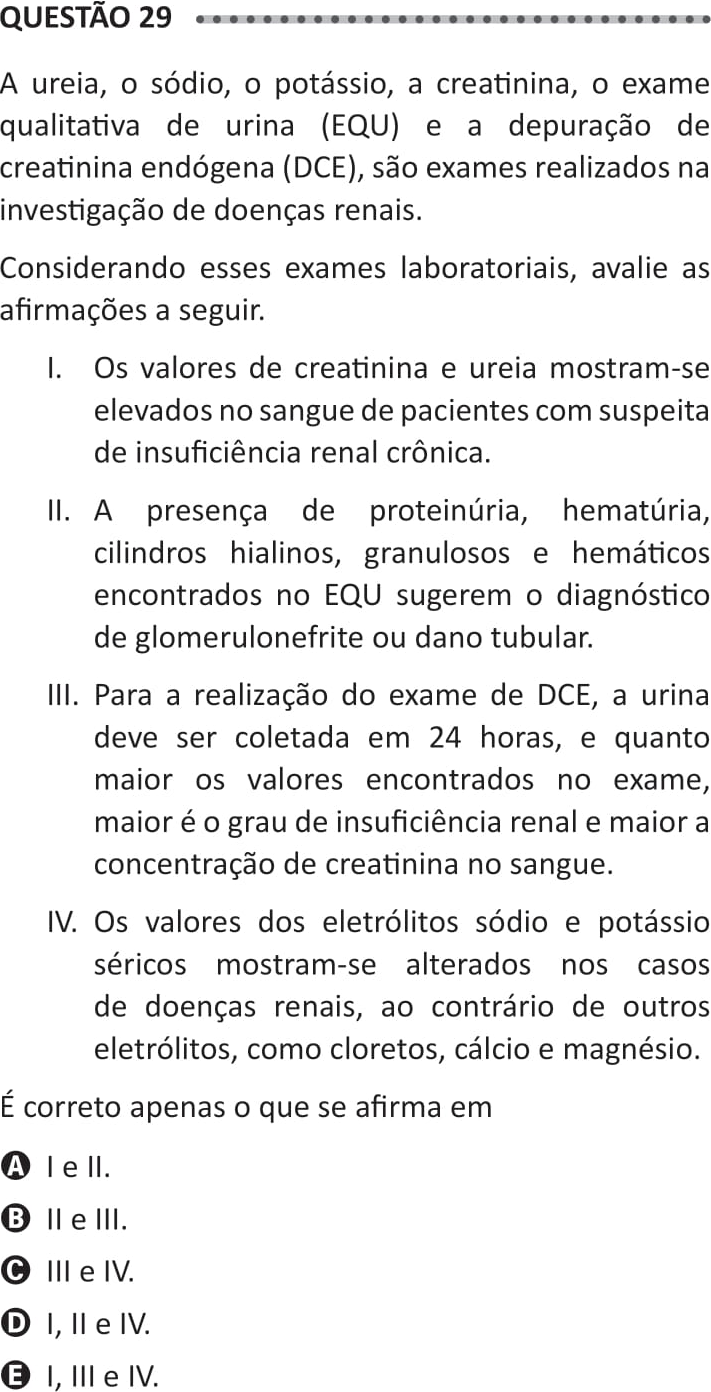 QUESTÃO 29
A ureia, o sódio, o potássio, a creatinina, o exame
qualitativa de urina (EQU) e a depuração de
creatinina endógena (DCE), são exames realizados na
investigação de doenças renais.
Considerando esses exames laboratoriais, avalie as
afirmações a seguir.
I. Os valores de creatinina e ureia mostram-se
elevados no sangue de pacientes com suspeita
de insuficiência renal crônica.
II. A presença de proteinúria, hematúria,
cilindros hialinos, granulosos e hemáticos
encontrados no EQU sugerem o diagnóstico
de glomerulonefrite ou dano tubular.
III. Para a realização do exame de DCE, a urina
deve ser coletada em 24 horas, e quanto
maior os valores encontrados no exame,
maior é o grau de insuficiência renal e maior a
concentração de creatinina no sangue.
IV. Os valores dos eletrólitos sódio e potássio
séricos mostram-se alterados nos casos
de doenças renais, ao contrário de outros
eletrólitos, como cloretos, cálcio e magnésio.
É correto apenas o que se afirma em
A I e II.
B II e III.
C III e IV.
D I, II e IV.
E I, III e IV.